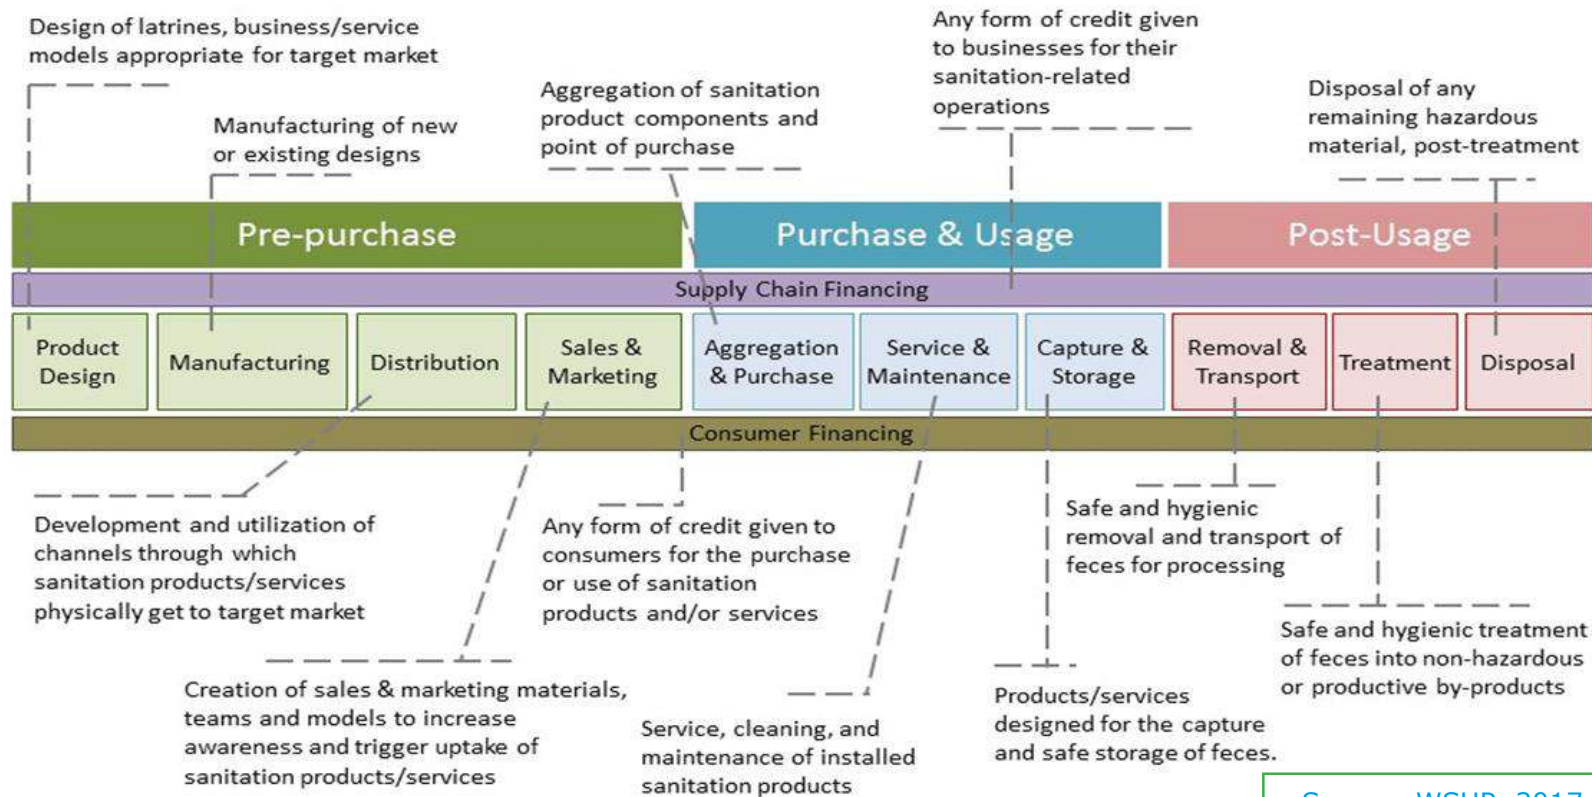 Design of latrines, business/service
models appropriate for target market
Manufacturing of new
or existing designs
Aggregation of sanitation
product components and
point of purchase
Any form of credit given
to businesses for their
sanitation-related
operations
Disposal of any
remaining hazardous
material, post-treatment
Pre-purchase
Purchase & Usage
Post-Usage
Supply Chain Financing
Product
Design
Manufacturing
Distribution
Sales &
Marketing
Aggregation
& Purchase
Service &
Maintenance
Capture &
Storage
Removal &
Transport
Treatment
Disposal
Consumer Financing
Development and utilization of
channels through which
sanitation products/services
physically get to target market
Creation of sales & marketing materials,
teams and models to increase
awareness and trigger uptake of
sanitation products/services
Any form of credit given to
consumers for the purchase
or use of sanitation
products and/or services
Service, cleaning, and
maintenance of installed
sanitation products
Products/services
designed for the capture
and safe storage of feces.
Safe and hygienic
removal and transport of
feces for processing
Safe and hygienic treatment
of feces into non-hazardous
or productive by-products
2017